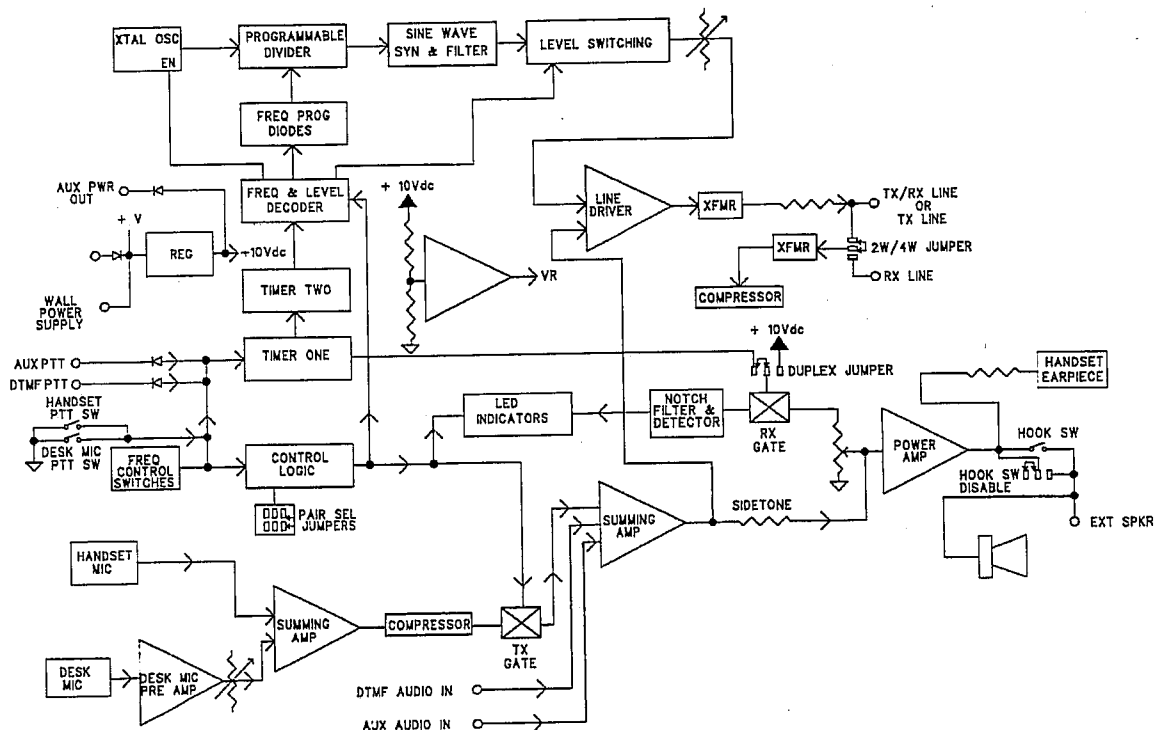 XTAL OSC
EN
PROGRAMMABLE
DIVIDER
SINE WAVE
SYN & FILTER
LEVEL SWITCHING
FREQ PROG
DIODES
AUX PWR
OUT
FREQ & LEVEL
DECODER
+ 10Vdc
LINE
DRIVER
XFMR
TX/RX LINE
OR
TX LINE
+ V
REG
+10Vdc
XFMR
2W/4W JUMPER
TIMER TWO
VR
RX LINE
COMPRESSOR
WALL
POWER
SUPPLY
+ 10Vdc
AUX PTT
TIMER ONE
DUPLEX JUMPER
HANDSET
EARPIECE
DTMF PTT
HANDSET
PTT SW
LED
INDICATORS
NOTCH
FILTER &
DETECTOR
RX
GATE
POWER
AMP
HOOK SW
DESK MIC
PTT SW
FREQ
CONTROL
SWITCHES
CONTROL
LOGIC
HOOK SW
DISABLE
PAIR SEL
JUMPERS
SUMMING
AMP
SIDETONE
EXT SPKR
HANDSET
MIC
SUMMING
AMP
COMPRESSOR
TX
GATE
DESK
MIC
DESK MIC
PRE AMP
DTMF AUDIO IN
AUX AUDIO IN